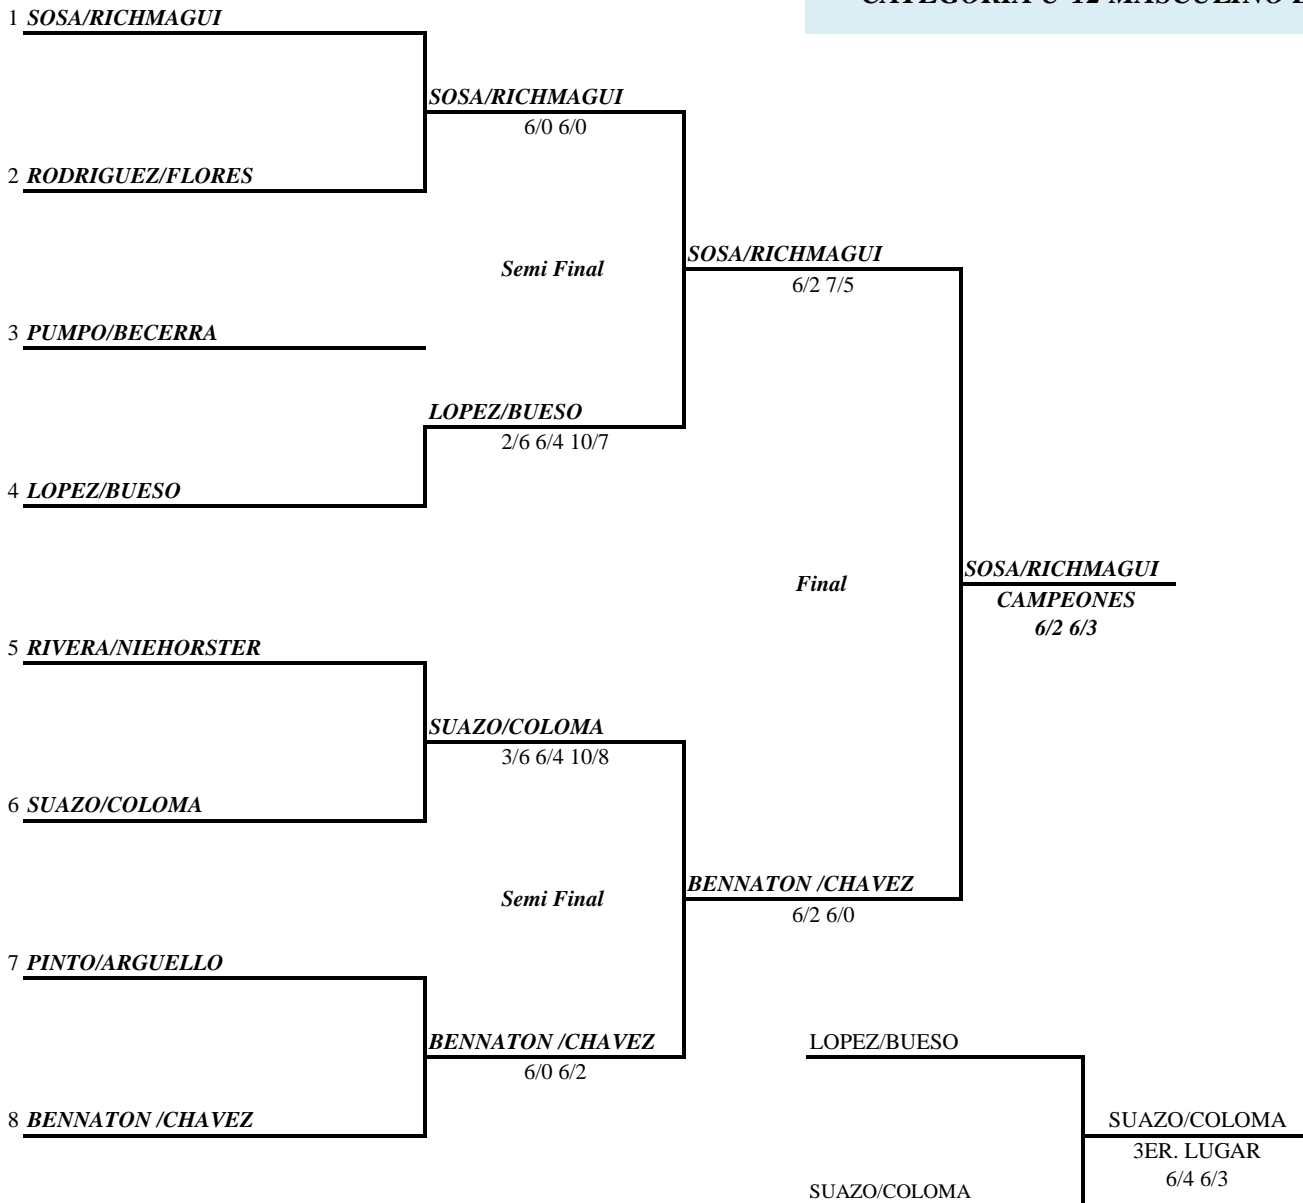 1 SOSA/RICHMAGUI
SOSA/RICHMAGUI
6/0 6/0
2 RODRIGUEZ/FLORES
SOSA/RICHMAGUI
Semi Final
6/2 7/5
3 PUMPO/BECERRA
LOPEZ/BUESO
2/6 6/4 10/7
4 LOPEZ/BUESO
SOSA/RICHMAGUI
Final
CAMPEONES
6/2 6/3
5 RIVERA/NIEHORSTER
SUAZO/COLOMA
3/6 6/4 10/8
6 SUAZO/COLOMA
BENNATON /CHAVEZ
Semi Final
6/2 6/0
7 PINTO/ARGUELLO
BENNATON /CHAVEZ
6/0 6/2
LOPEZ/BUESO
8 BENNATON /CHAVEZ
SUAZO/COLOMA
3ER. LUGAR
6/4 6/3
SUAZO/COLOMA